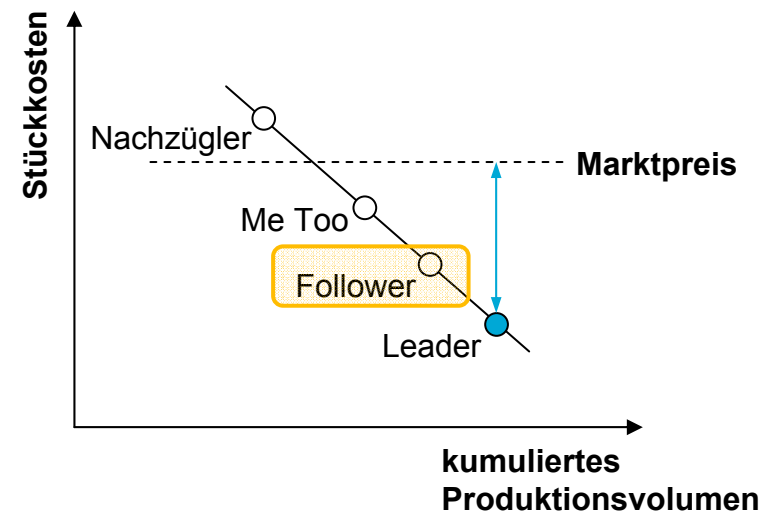 Stückkosten
Nachzügler
Marktpreis
Me Too
Follower
Leader
kumuliertes
Produktionsvolumen